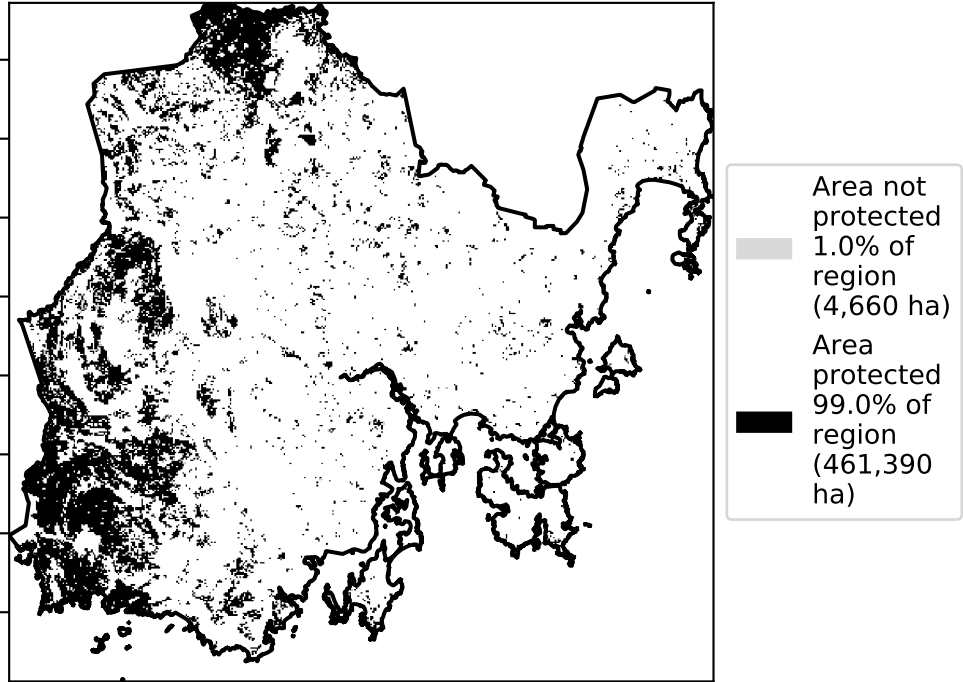 Area not
protected
1.0% of
region
(4,660 ha)
Area
protected
99.0% of
region
(461,390
ha)